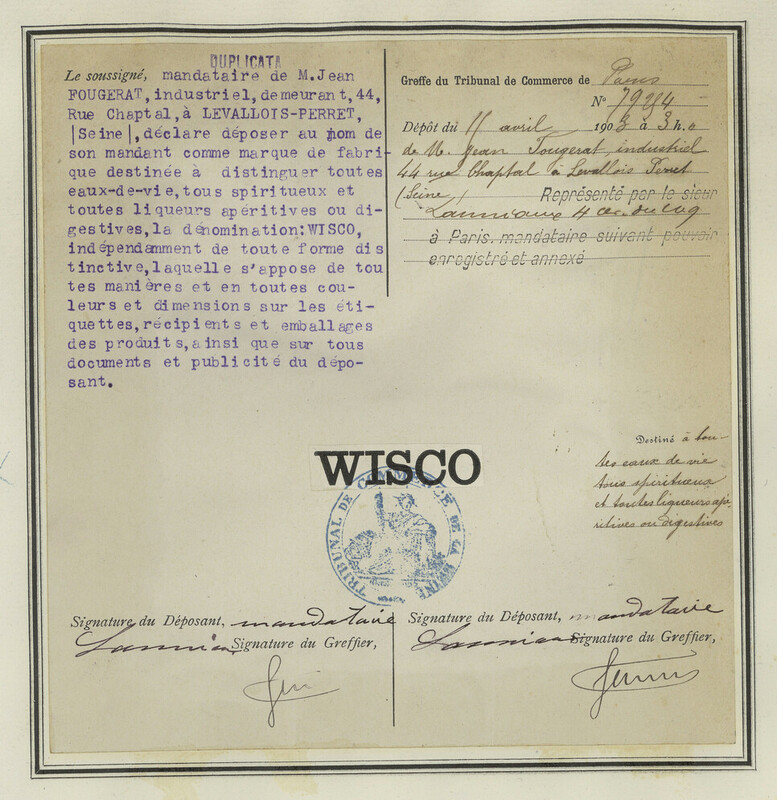 DUPLICATA
Le soussigné, mandataire de M.Jean
FOUGERAT, industriel, demeurant, 44,
Rue Chaptal, à LEVALLOIS-PERRET,
|Seine|, déclare déposer au nom de
son mandant comme marque de fabri-
que destinée à distinguer toutes
eaux-de-vie, tous spiritueux et
toutes liqueurs apéritives ou di-
gestives, la dénomination: WISCO,
indépendamment de toute forme dis
tinctive, laquelle s'appose de tou
tes manières et en toutes cou-
leurs et dimensions sur les éti-
quettes, récipients et emballages
des produits, ainsi que sur tous
documents et publicité du dépo-
sant.
Greffe du Tribunal de Commerce de Paris
N°
Dépôt du 11 avril 1903 à 3 h.
de M. Jean Fougerat, industriel
44 rue Chaptal à Levallois Perret
(Seine) Représenté par le sieur
4
à Paris, mandataire suivant pouvoir
enregistré et annexé
Destiné à tou-
tes eaux de vie
tous spiritueux
et toutes liqueurs apé-
ritives ou digestives
WISCO
TRIBUNAL DE COMMERCE DE LA SEINE
Signature du Déposant, mandataire
Signature du Greffier,
Signature du Déposant, mandataire
Signature du Greffier,